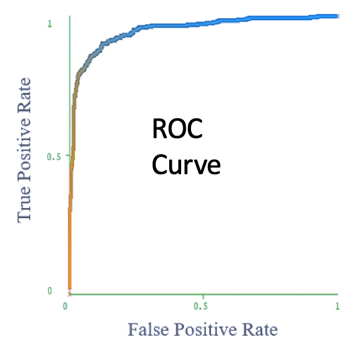 1
True Positive Rate
0.5
ROC
Curve
0
0
0.5
1
False Positive Rate